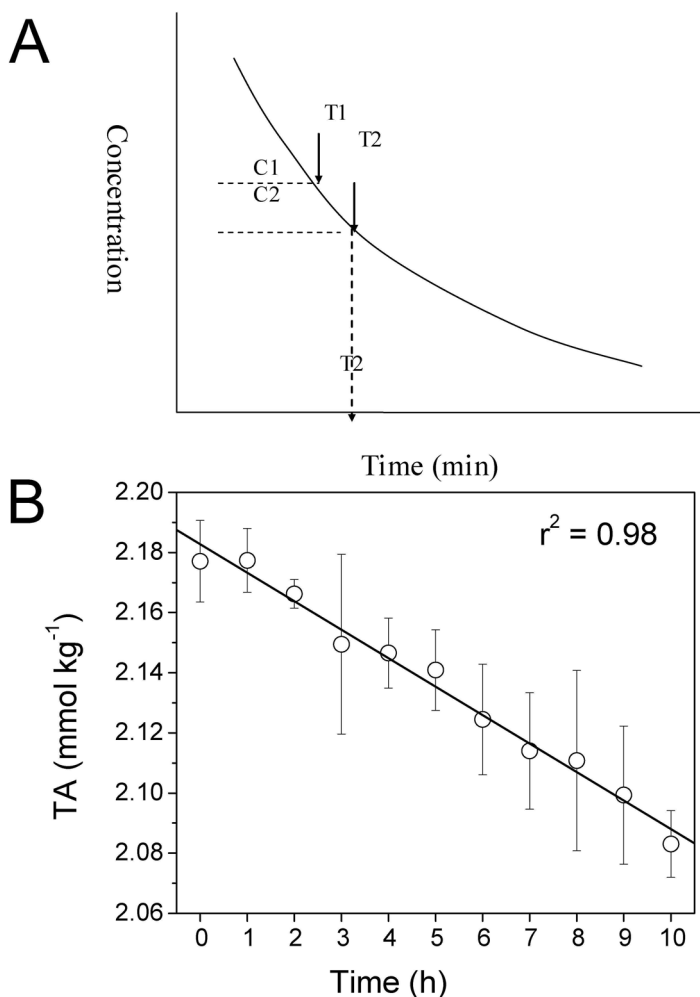 A
Concentration
T1
T2
C1
C2
T2
Time (min)
B
TA (mmol kg⁻¹)
2.20
2.18
2.16
2.14
2.12
2.10
2.08
2.06
r² = 0.98
0 1 2 3 4 5 6 7 8 9 10
Time (h)